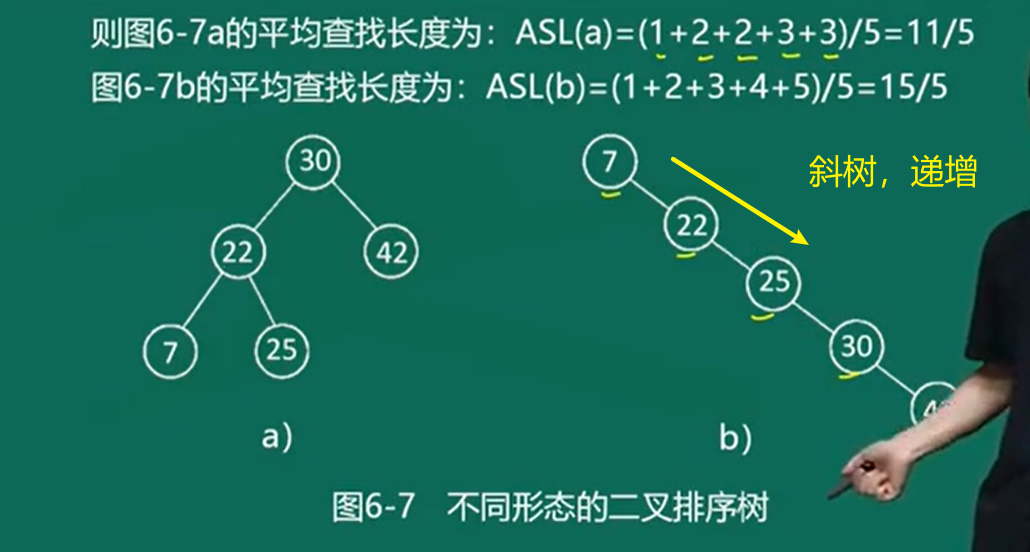 则图6-7a的平均查找长度为：ASL(a)=(1+2+2+3+3)/5=11/5
图6-7b的平均查找长度为：ASL(b)=(1+2+3+4+5)/5=15/5
斜树，递增
30
22
42
7
25
a)
7
22
25
30
b)
图6-7 不同形态的二叉排序树